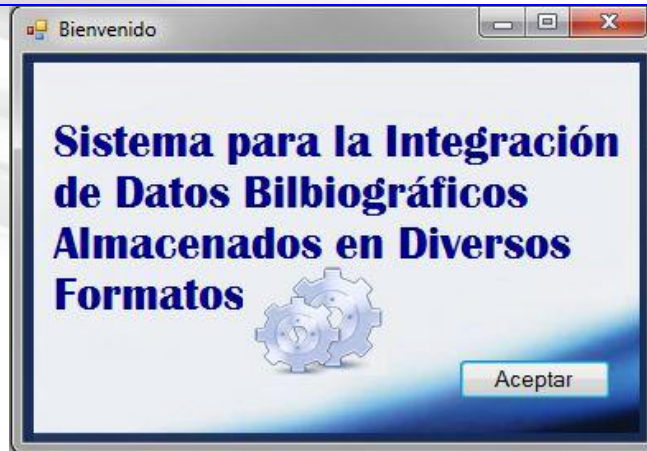 Bienvenido
Sistema para la Integración
de Datos Bilbiográficos
Almacenados en Diversos
Formatos
Aceptar